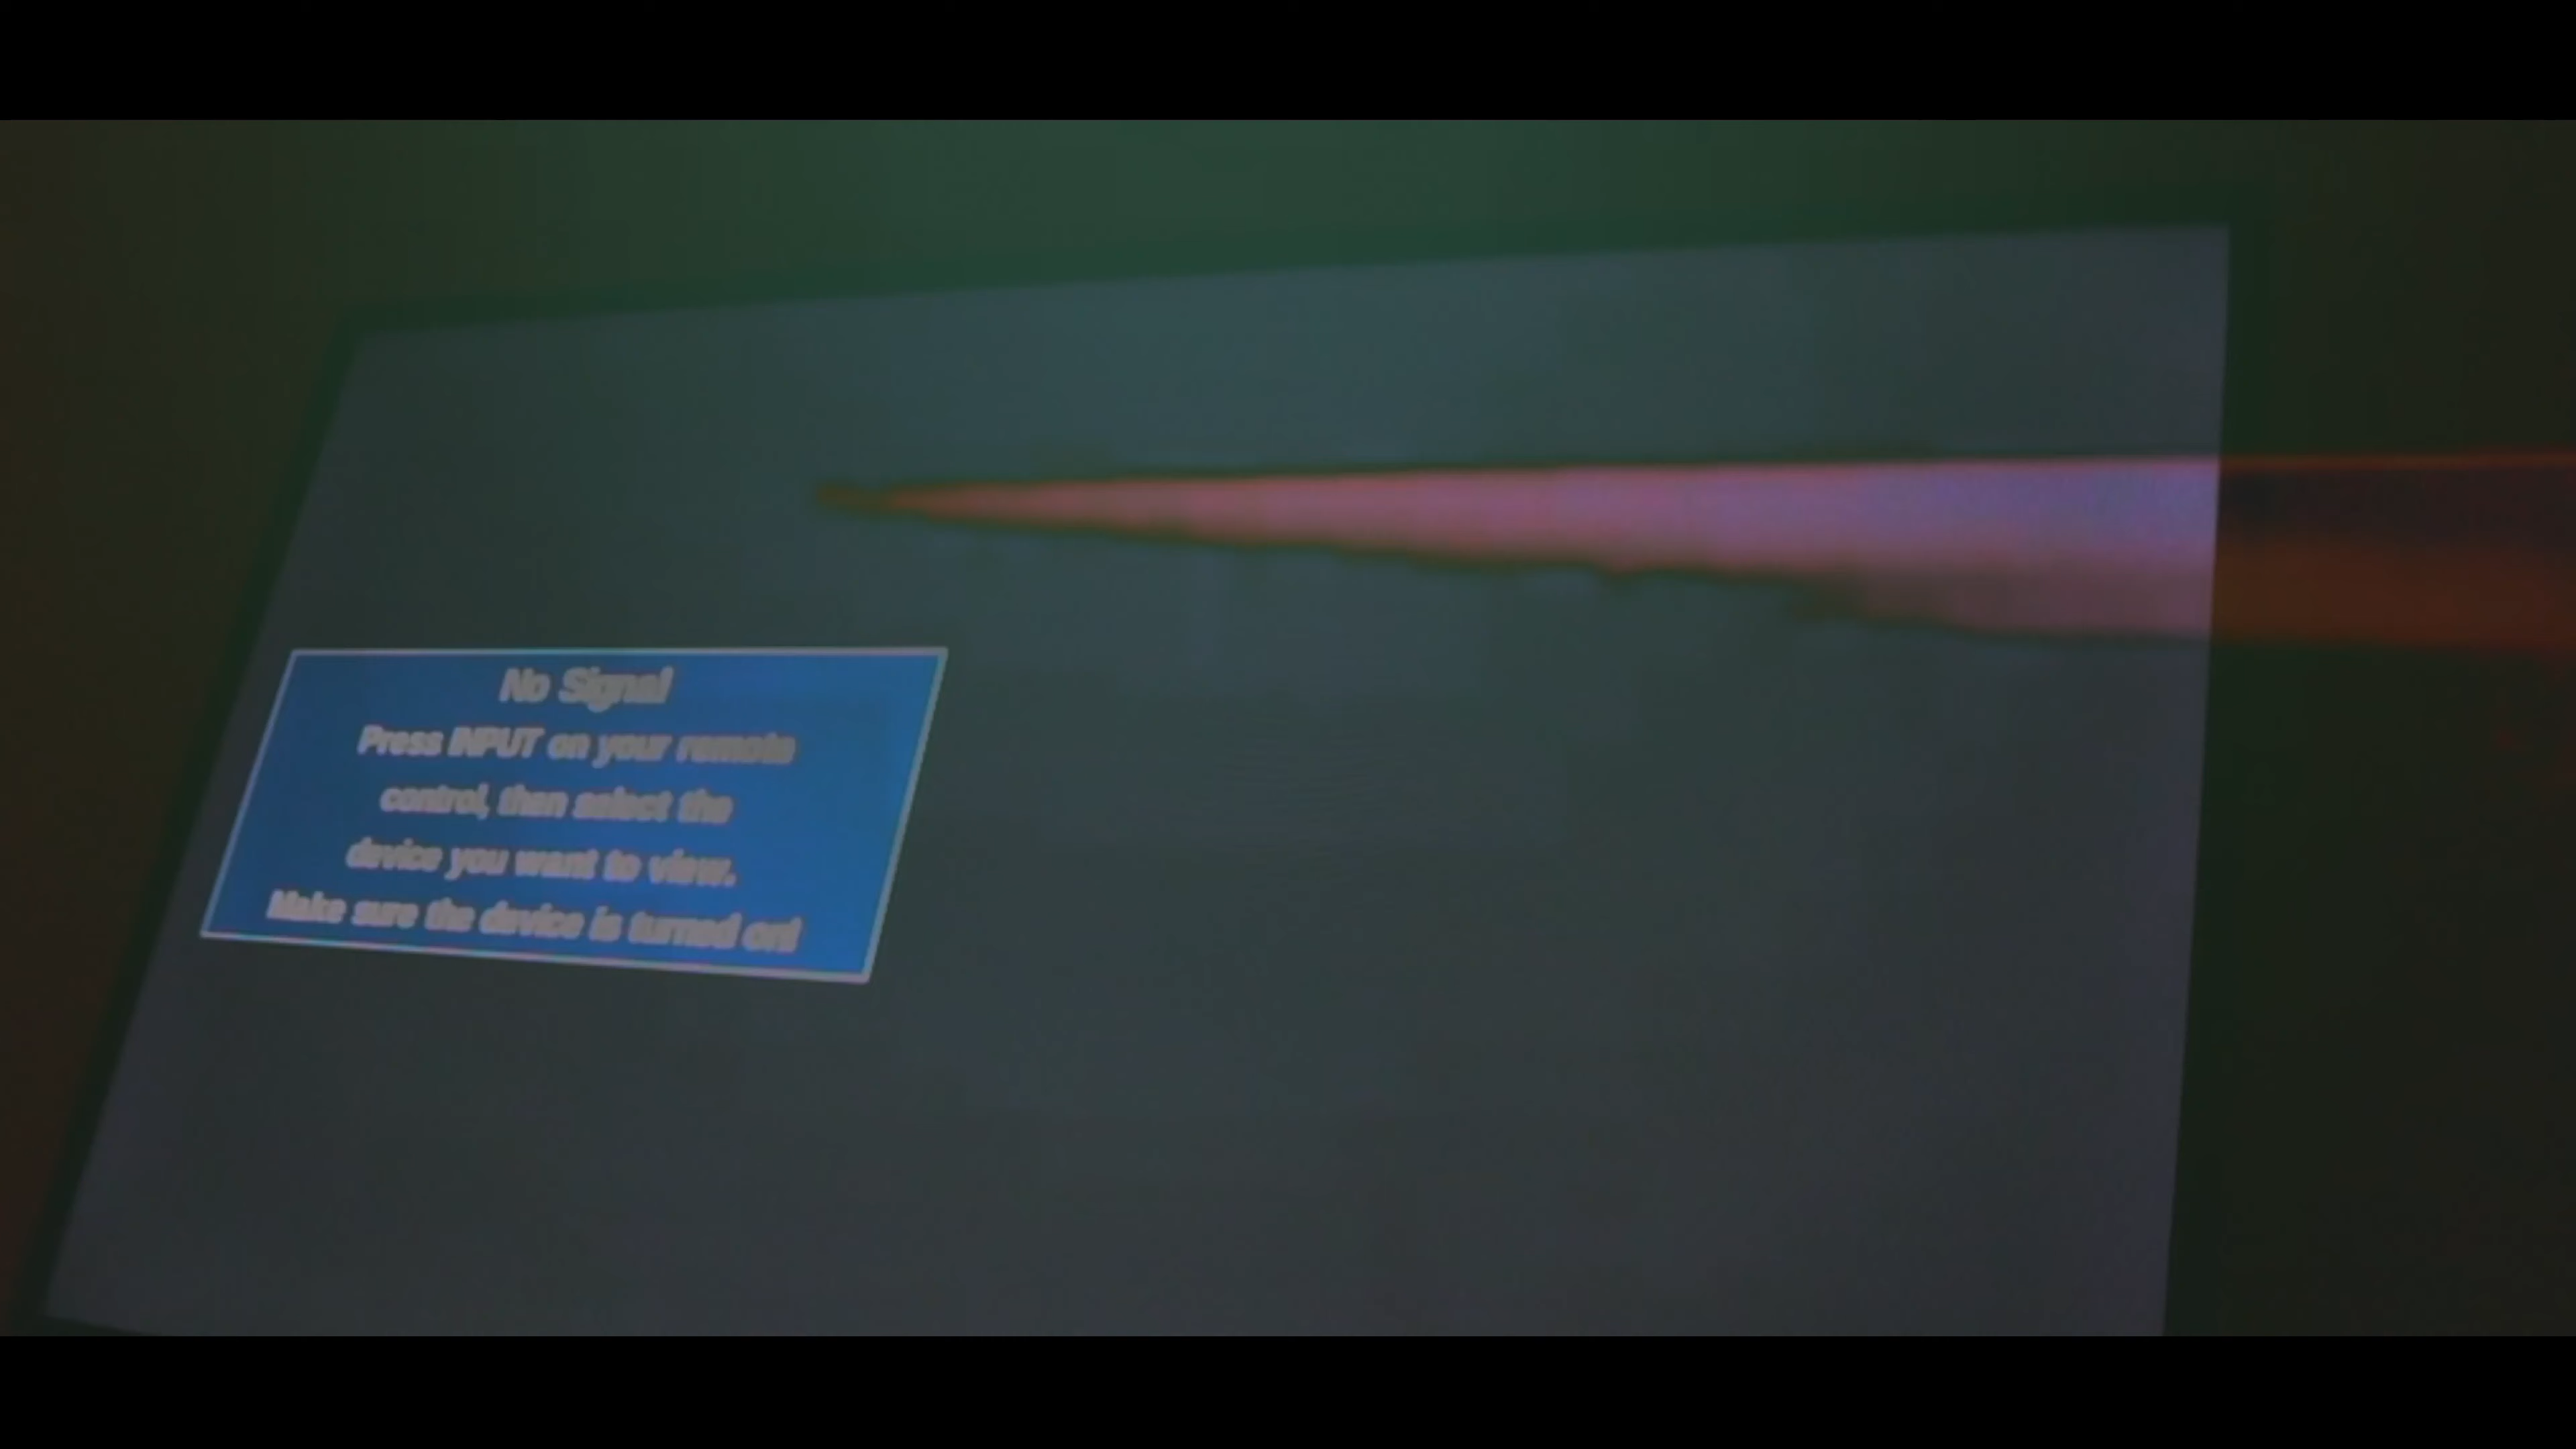 No Signal
Press INPUT on your remote
control, then select the
device you want to view.
Make sure the device is turned on!